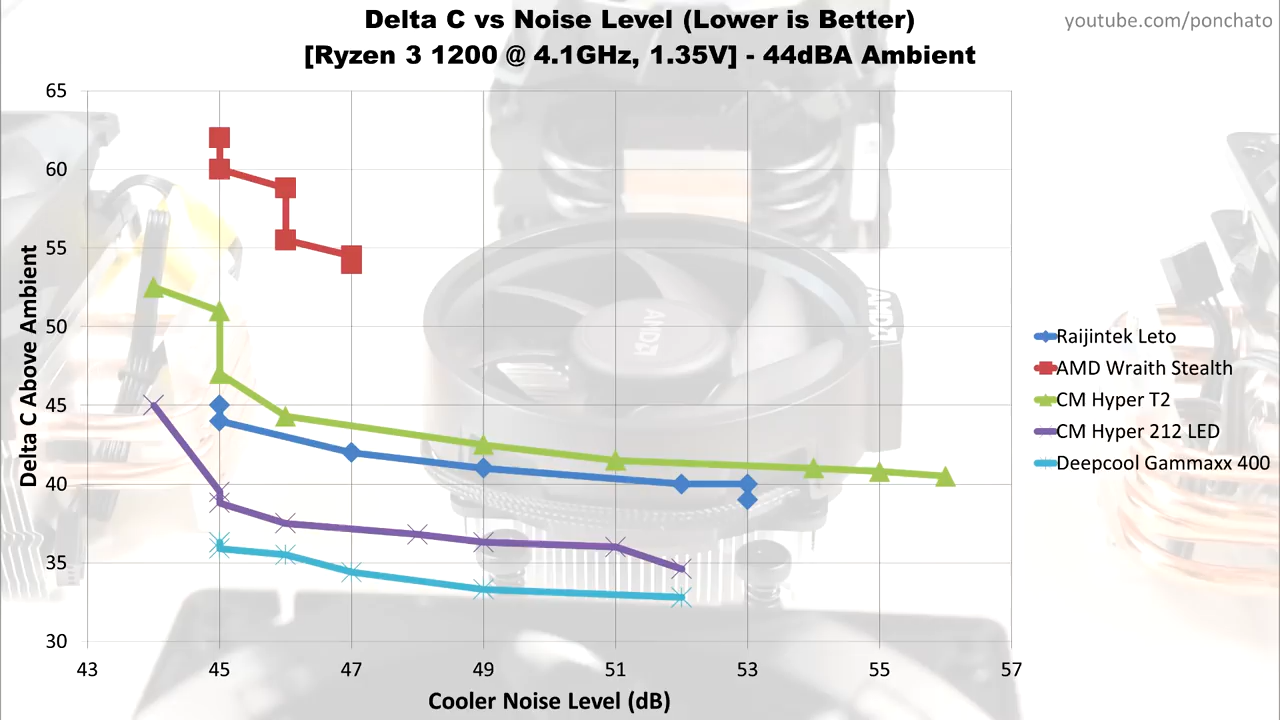 Delta C vs Noise Level (Lower is Better)
[Ryzen 3 1200 @ 4.1GHz, 1.35V] - 44dBA Ambient
youtube.com/ponchato
Delta C Above Ambient
65
60
55
50
45
40
35
30
43 45 47 49 51 53 55 57
Cooler Noise Level (dB)
Raijintek Leto
AMD Wraith Stealth
CM Hyper T2
CM Hyper 212 LED
Deepcool Gammaxx 400
AMD
AMD